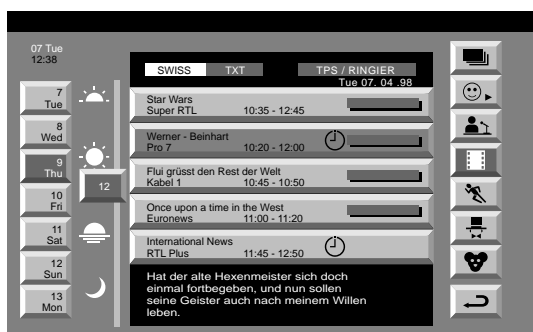 07 Tue
12:38
SWISS TXT TPS / RINGIER
Tue 07. 04 .98
7
Tue
8
Wed
9
Thu
10
Fri
11
Sat
12
Sun
13
Mon
12
Star Wars
Super RTL 10:35 - 12:45
Werner - Beinhart
Pro 7 10:20 - 12:00
Flui grüsst den Rest der Welt
Kabel 1 10:45 - 10:50
Once upon a time in the West
Euronews 11:00 - 11:20
International News
RTL Plus 11:45 - 12:50
Hat der alte Hexenmeister sich doch
einmal fortbegeben, und nun sollen
seine Geister auch nach meinem Willen
leben.